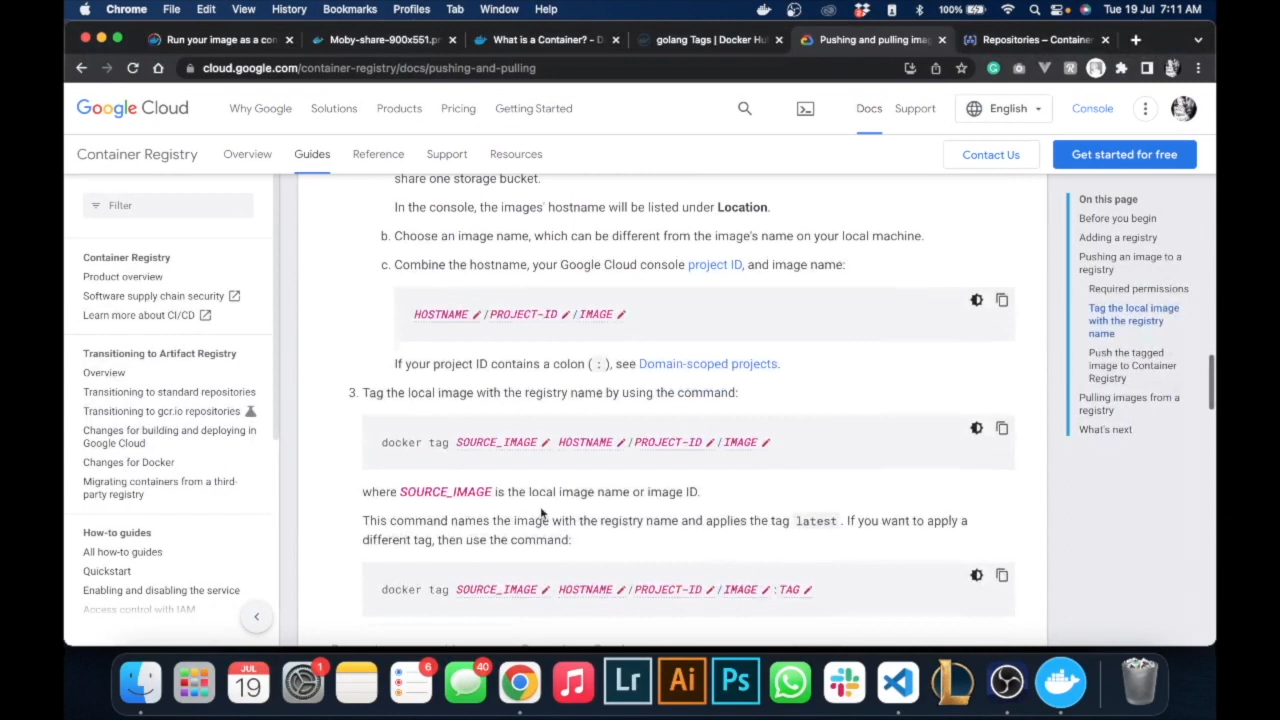 Chrome File Edit View History Bookmarks Profiles Tab Window Help 100% Tue 19 Jul 7:11 AM
Run your image as a con Moby-share-900x551.pr What is a Container? – D golang Tags | Docker Hu Pushing and pulling ima Repositories – Containe
cloud.google.com/container-registry/docs/pushing-and-pulling
Google Cloud Why Google Solutions Products Pricing Getting Started Docs Support English Console
Container Registry Overview Guides Reference Support Resources Contact Us Get started for free
Filter
Container Registry
Product overview
Software supply chain security
Learn more about CI/CD
Transitioning to Artifact Registry
Overview
Transitioning to standard repositories
Transitioning to gcr.io repositories
Changes for building and deploying in
Google Cloud
Changes for Docker
Migrating containers from a third-
party registry
How-to guides
All how-to guides
Quickstart
Enabling and disabling the service
Access control with IAM
share one storage bucket.
In the console, the images' hostname will be listed under Location.
b. Choose an image name, which can be different from the image's name on your local machine.
c. Combine the hostname, your Google Cloud console project ID, and image name:
HOSTNAME /PROJECT-ID /IMAGE
If your project ID contains a colon ( : ), see Domain-scoped projects.
3. Tag the local image with the registry name by using the command:
docker tag SOURCE_IMAGE HOSTNAME /PROJECT-ID /IMAGE
where SOURCE_IMAGE is the local image name or image ID.
This command names the image with the registry name and applies the tag latest . If you want to apply a
different tag, then use the command:
docker tag SOURCE_IMAGE HOSTNAME /PROJECT-ID /IMAGE :TAG
On this page
Before you begin
Adding a registry
Pushing an image to a
registry
Required permissions
Tag the local image
with the registry
name
Push the tagged
image to Container
Registry
Pulling images from a
registry
What's next
JUL
19
1
6
40
Lr
Ai
Ps